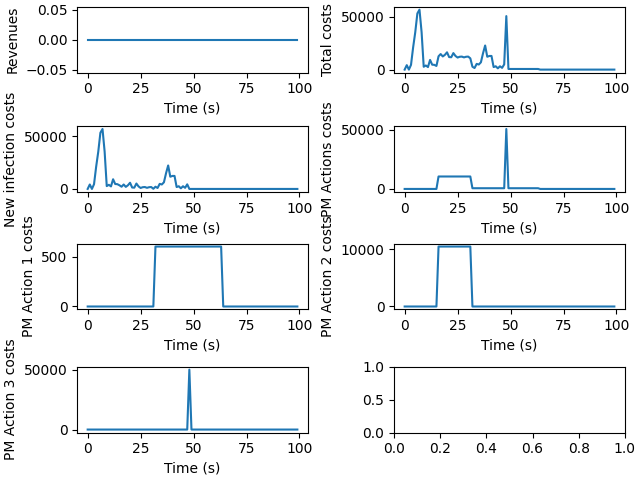 Revenues
0.05
0.00
−0.05
0 25 50 75 100
Time (s)
Total costs
50000
0
0 25 50 75 100
Time (s)
New infection costs
50000
0
0 25 50 75 100
Time (s)
PM Actions costs
50000
0
0 25 50 75 100
Time (s)
PM Action 1 costs
500
0
0 25 50 75 100
Time (s)
PM Action 2 costs
10000
0
0 25 50 75 100
Time (s)
PM Action 3 costs
50000
0
0 25 50 75 100
Time (s)
1.0
0.5
0.0
0.0 0.2 0.4 0.6 0.8 1.0